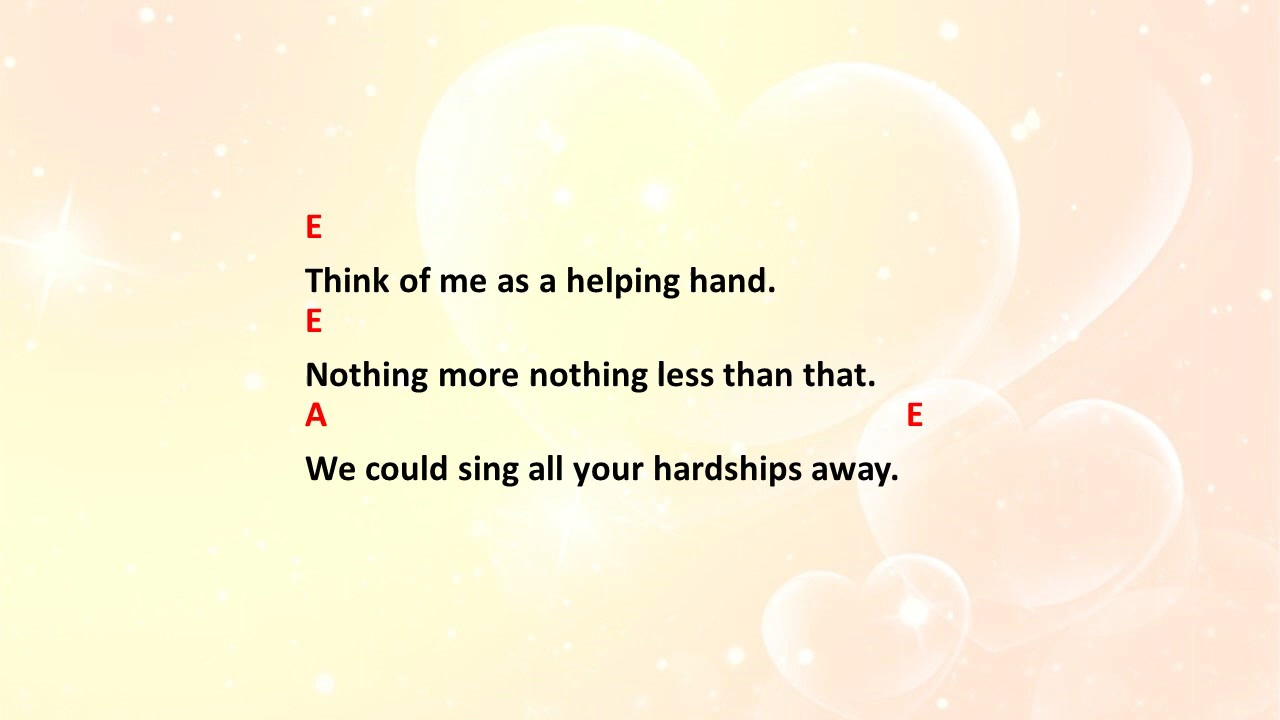 E
Think of me as a helping hand.
E
Nothing more nothing less than that.
A E
We could sing all your hardships away.